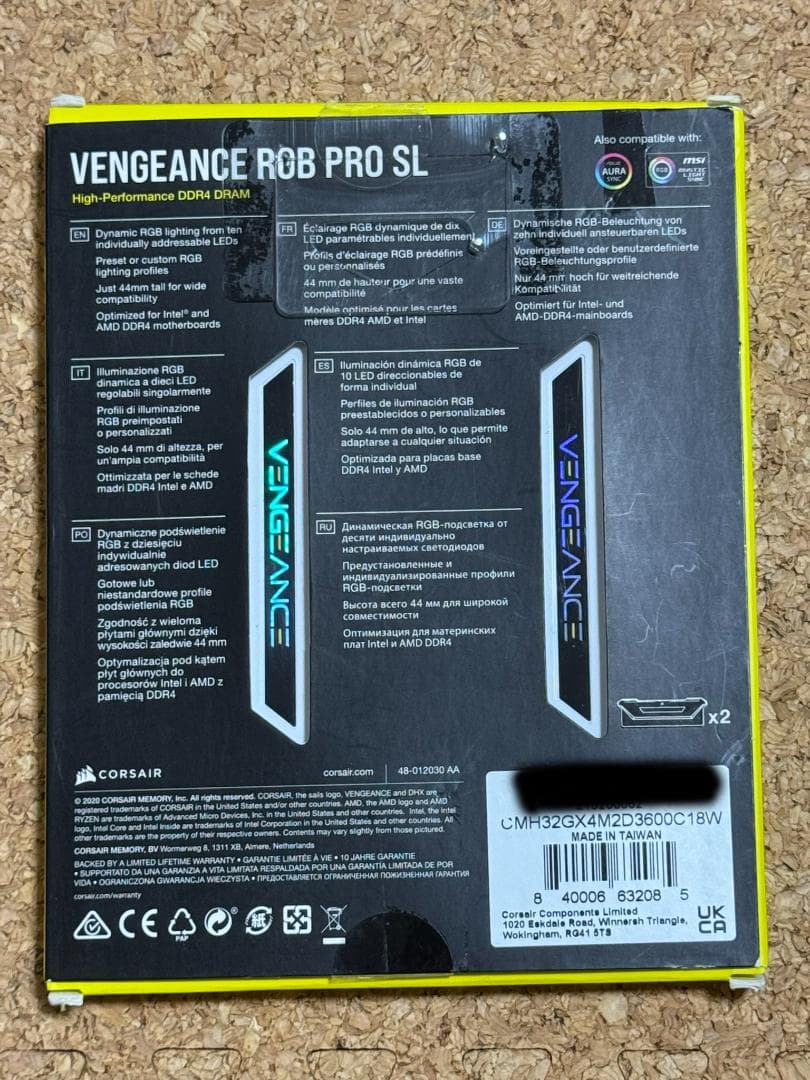 VENGEANCE RGB PRO SL
High-Performance DDR4 DRAM
Also compatible with:
ASUS
AURA
SYNC
RGB
msi
MYSTIC
LIGHT
SYNC
EN
Dynamic RGB lighting from ten
individually addressable LEDs
Preset or custom RGB
lighting profiles
Just 44mm tall for wide
compatibility
Optimized for Intel® and
AMD DDR4 motherboards
FR
Éclairage RGB dynamique de dix
LED paramétrables individuellement
Profils d'éclairage RGB prédéfinis
ou personnalisés
44 mm de hauteur pour une vaste
compatibilité
Modèle optimisé pour les cartes
mères DDR4 AMD et Intel
DE
Dynamische RGB-Beleuchtung von
zehn individuell ansteuerbaren LEDs
Voreingestellte oder benutzerdefinierte
RGB-Beleuchtungsprofile
Nur 44 mm hoch für weitreichende
Kompatibilität
Optimiert für Intel- und
AMD-DDR4-mainboards
IT
Illuminazione RGB
dinamica a dieci LED
regolabili singolarmente
Profili di illuminazione
RGB preimpostati
o personalizzati
Solo 44 mm di altezza, per
un'ampia compatibilità
Ottimizzata per le schede
madri DDR4 Intel e AMD
VENGEANCE
ES
Iluminación dinámica RGB de
10 LED direccionables de
forma individual
Perfiles de iluminación RGB
preestablecidos o personalizables
Solo 44 mm de alto, lo que permite
adaptarse a cualquier situación
Optimizada para placas base
DDR4 Intel y AMD
VENGEANCE
PO
Dynamiczne podświetlenie
RGB z dziesięciu
indywidualnie
adresowanych diod LED
Gotowe lub
niestandardowe profile
podświetlenia RGB
Zgodność z wieloma
płytami głównymi dzięki
wysokości zaledwie 44 mm
Optymalizacja pod kątem
płyt głównych do
procesorów Intel i AMD z
pamięcią DDR4
RU
Динамическая RGB-подсветка от
десяти индивидуально
настраиваемых светодиодов
Предустановленные и
индивидуализированные профили
RGB-подсветки
Высота всего 44 мм для широкой
совместимости
Оптимизация для материнских
плат Intel и AMD DDR4
x2
CORSAIR
corsair.com
48-012030 AA
© 2020 CORSAIR MEMORY, Inc. All rights reserved. CORSAIR, the sails logo, VENGEANCE and DHX are
registered trademarks of CORSAIR in the United States and/or other countries. AMD, the AMD logo and AMD
RYZEN are trademarks of Advanced Micro Devices, Inc. in the United States and/or other countries. Intel, the Intel
logo, Intel Core and Intel Inside are trademarks of Intel Corporation in the United States and/or other countries. All
other trademarks are the property of their respective owners. Contents may vary slightly from those pictured.
CORSAIR MEMORY, BV Wormerweg 8, 1311 XB, Almere, Netherlands
BACKED BY A LIMITED LIFETIME WARRANTY • GARANTIE LIMITÉE À VIE • 10 JAHRE GARANTIE
• SUPPORTATO DA UNA GARANZIA A VITA LIMITATA RESPALDADA POR UNA GARANTÍA LIMITADA DE POR
VIDA • OGRANICZONA GWARANCJA WIECZYSTA • ПРЕДОСТАВЛЯЕТСЯ ОГРАНИЧЕННАЯ ПОЖИЗНЕННАЯ ГАРАНТИЯ
corsair.com/warranty
CE
PAP
紙
CMH32GX4M2D3600C18W
MADE IN TAIWAN
8 40006 63208 5
Corsair Components Limited
1020 Eskdale Road, Winnersh Triangle,
Wokingham, RG41 5TS
UK
CA